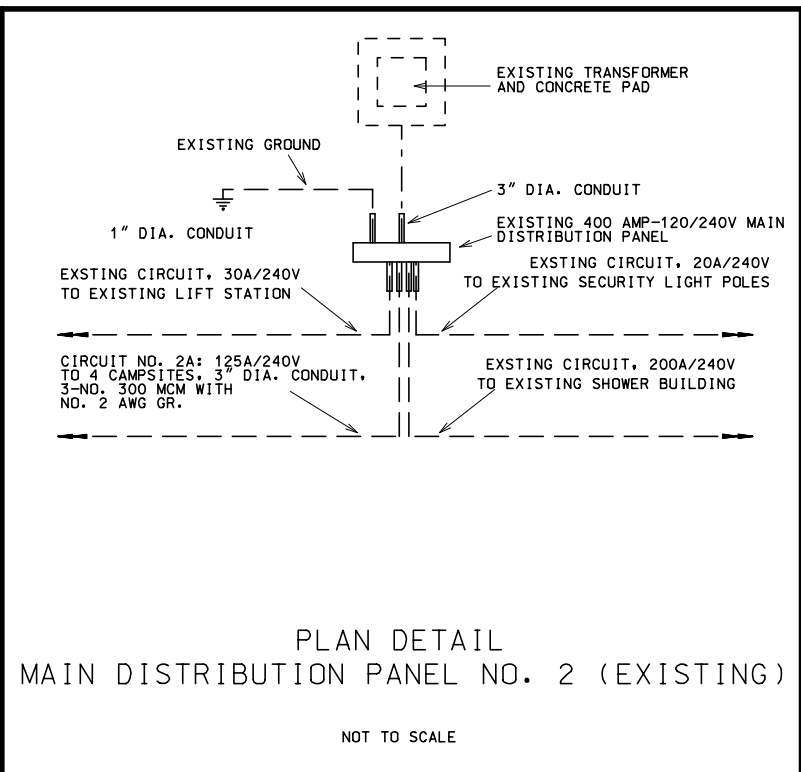 EXISTING TRANSFORMER
AND CONCRETE PAD
EXISTING GROUND
3" DIA. CONDUIT
1" DIA. CONDUIT
EXISTING 400 AMP-120/240V MAIN
DISTRIBUTION PANEL
EXSTING CIRCUIT, 30A/240V
TO EXISTING LIFT STATION
EXSTING CIRCUIT, 20A/240V
TO EXISTING SECURITY LIGHT POLES
CIRCUIT NO. 2A: 125A/240V
TO 4 CAMPSITES, 3" DIA. CONDUIT,
3-NO. 300 MCM WITH
NO. 2 AWG GR.
EXSTING CIRCUIT, 200A/240V
TO EXISTING SHOWER BUILDING
PLAN DETAIL
MAIN DISTRIBUTION PANEL NO. 2 (EXISTING)
NOT TO SCALE